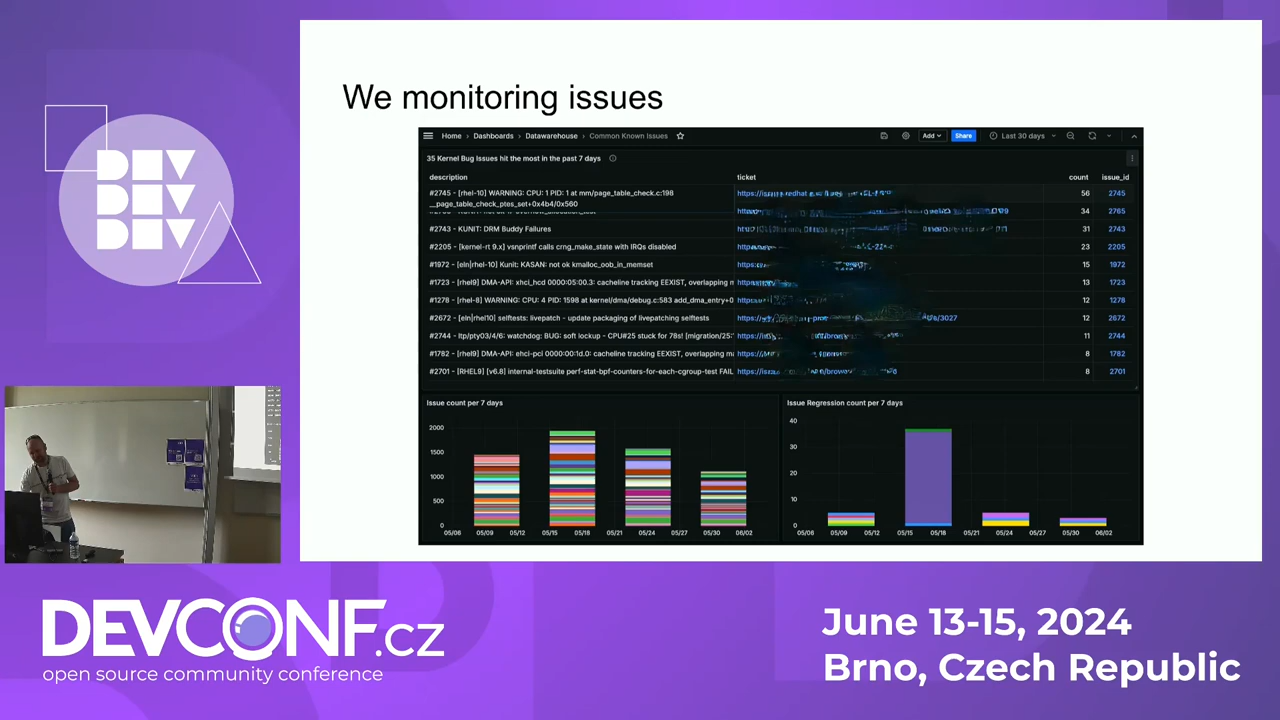 We monitoring issues
Home › Dashboards › Datawarehouse › Common Known Issues
Add
Share
Last 30 days
35 Kernel Bug Issues hit the most in the past 7 days
description ticket count issue_id
#2745 - [rhel-10] WARNING: CPU: 1 PID: 1 at mm/page_table_check.c:198 56 2745
__page_table_check_ptes_set+0x4b4/0x560
34 2765
#2743 - KUNIT: DRM Buddy Failures 31 2743
#2205 - [kernel-rt 9.x] vsnprintf calls crng_make_state with IRQs disabled 23 2205
#1972 - [eln|rhel-10] Kunit: KASAN: not ok kmalloc_oob_in_memset 15 1972
#1723 - [rhel9] DMA-API: xhci_hcd 0000:05:00.3: cacheline tracking EEXIST, overlapping m 13 1723
#1278 - [rhel-8] WARNING: CPU: 4 PID: 1598 at kernel/dma/debug.c:583 add_dma_entry+0 12 1278
#2672 - [eln|rhel10] selftests: livepatch - update packaging of livepatching selftests 12 2672
#2744 - ltp/pty03/4/6: watchdog: BUG: soft lockup - CPU#25 stuck for 78s! [migration/25: 11 2744
#1782 - [rhel9] DMA-API: ehci-pci 0000:00:1d.0: cacheline tracking EEXIST, overlapping m 8 1782
#2701 - [RHEL9] [v6.8] internal-testsuite perf-stat-bpf-counters-for-each-cgroup-test FAIL 8 2701
Issue count per 7 days
2000
1500
1000
500
0
05/06 05/09 05/12 05/15 05/18 05/21 05/24 05/27 05/30 06/02
Issue Regression count per 7 days
40
30
20
10
0
05/06 05/09 05/12 05/15 05/18 05/21 05/24 05/27 05/30 06/02
DEV
DEV
DEV
DEVCONF.cz
open source community conference
June 13-15, 2024
Brno, Czech Republic